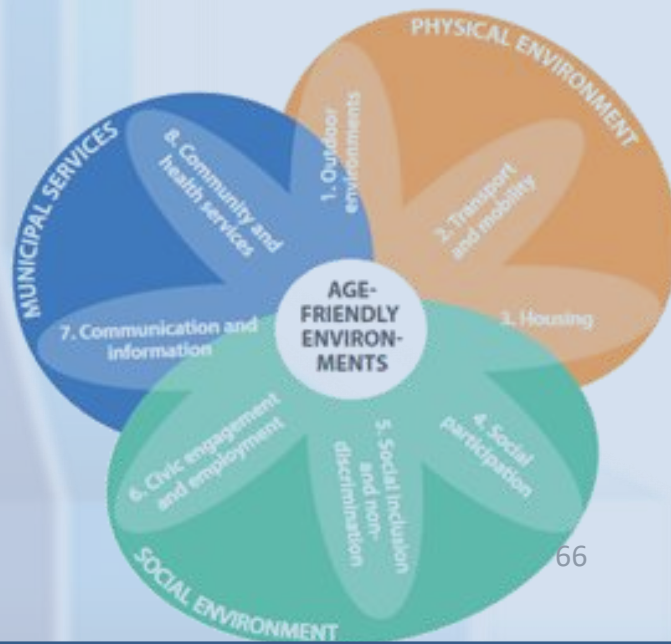 PHYSICAL ENVIRONMENT
MUNICIPAL SERVICES
1. Outdoor
environments
2. Transport
and mobility
3. Housing
8. Community and
health services
7. Communication and
information
AGE-
FRIENDLY
ENVIRON-
MENTS
4. Social
participation
5. Social inclusion
and non-
discrimination
6. Civic engagement
and employment
SOCIAL ENVIRONMENT
66